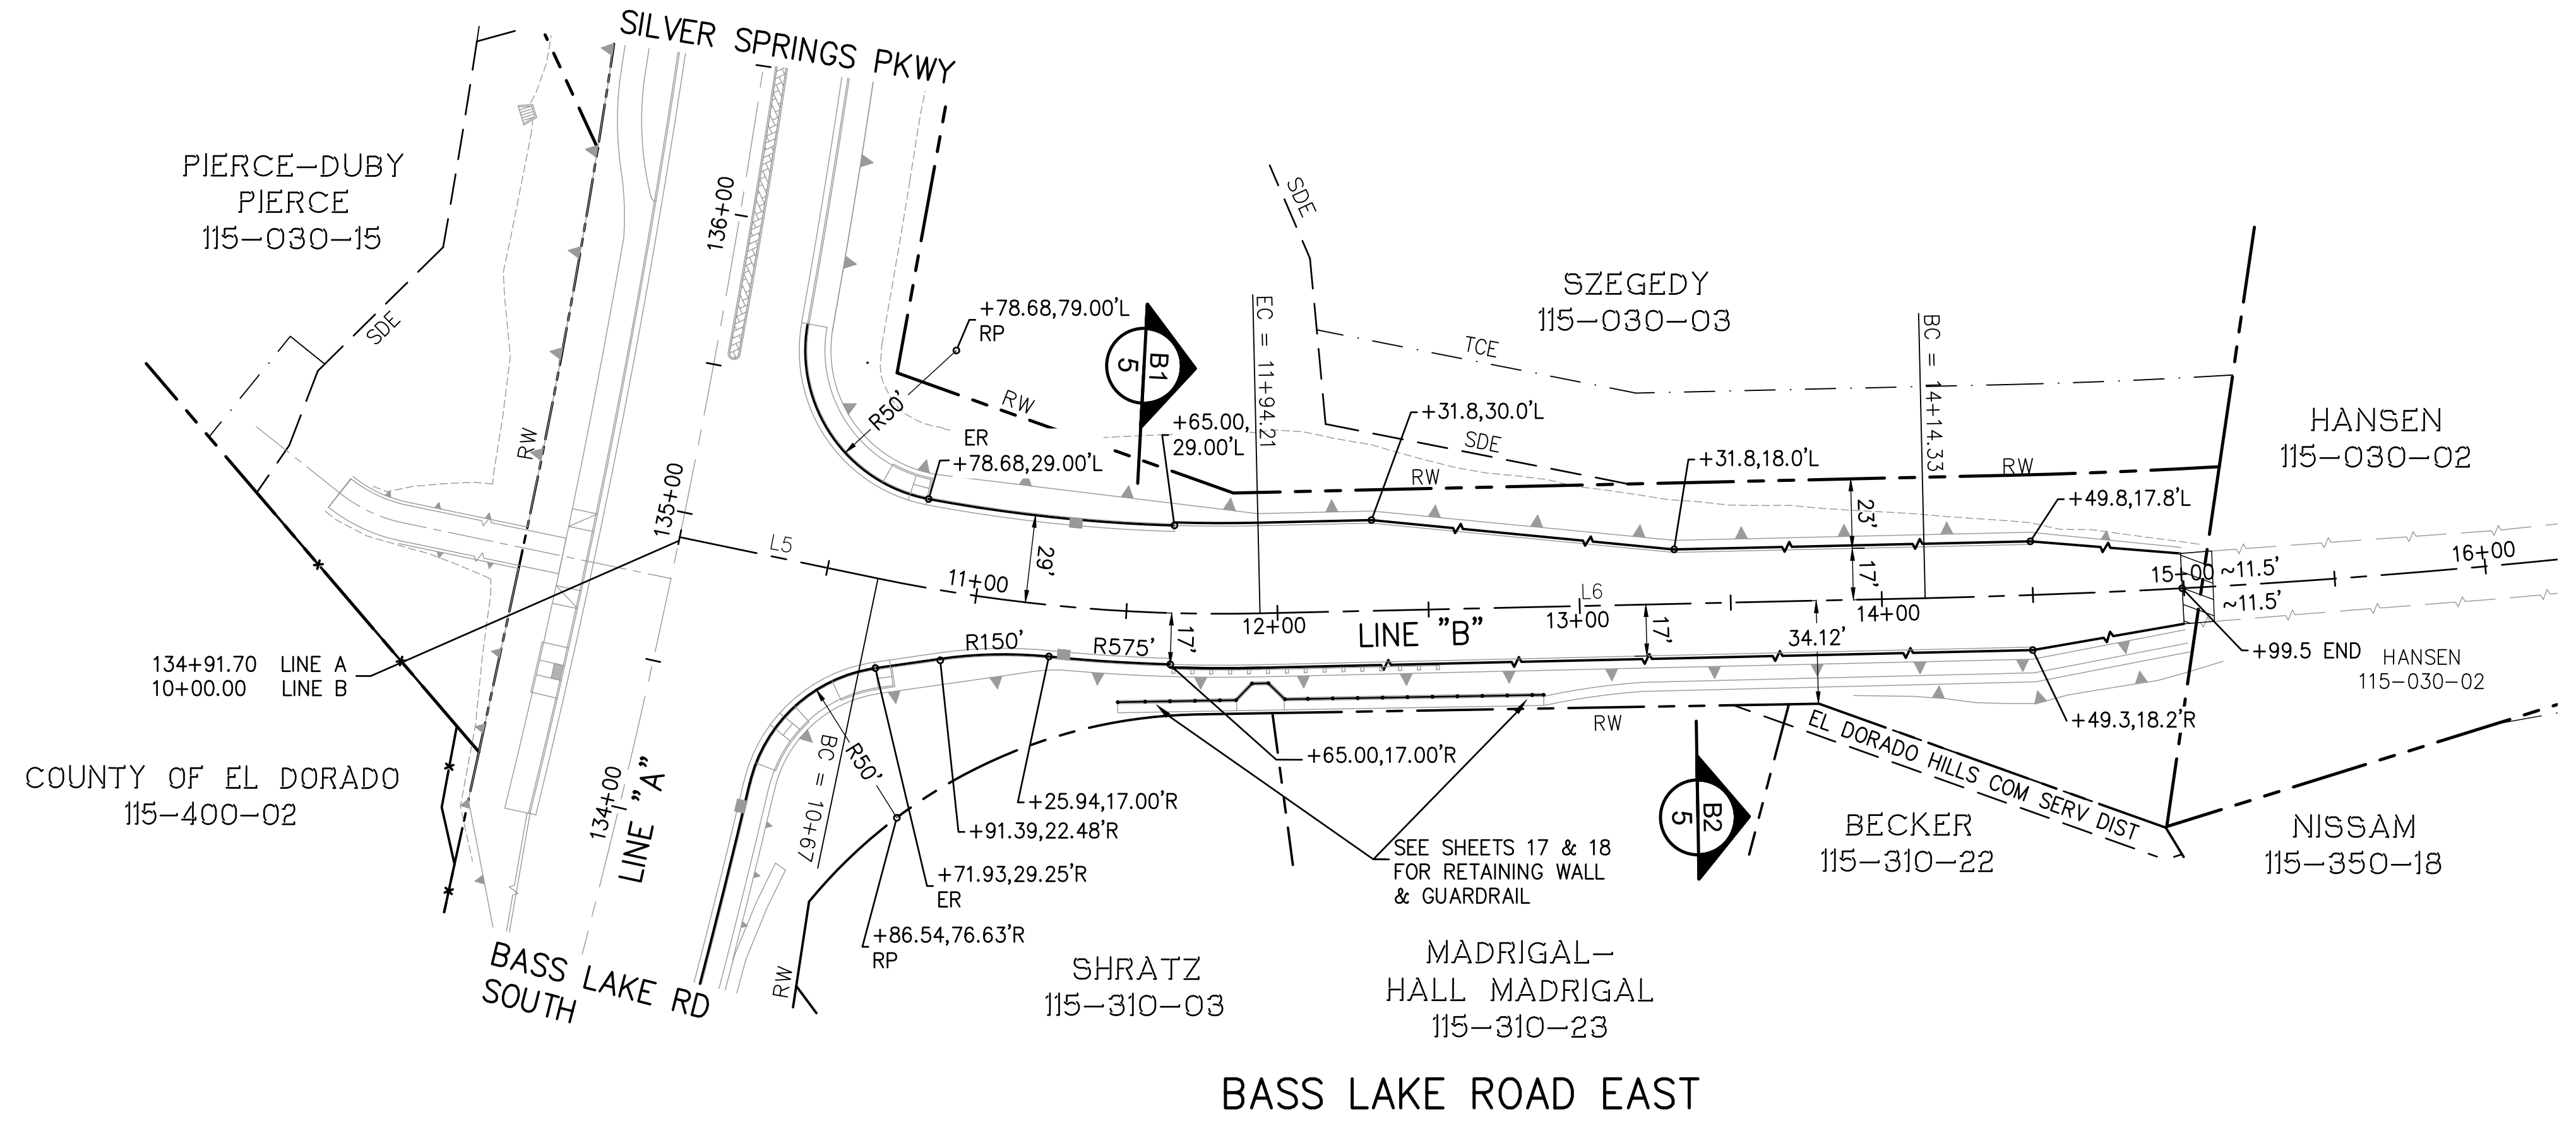 SILVER SPRINGS PKWY
PIERCE-DUBY
PIERCE
115-030-15
SDE
RW
136+00
135+00
134+91.70 LINE A
10+00.00 LINE B
COUNTY OF EL DORADO
115-400-02
134+00
LINE "A"
BASS LAKE RD
SOUTH
+78.68,79.00'L
RP
R50'
RW
ER
+78.68,29.00'L
B1
5
+65.00,
29.00'L
EC = 11+94.21
SDE
SZEGEDY
115-030-03
TCE
+31.8,30.0'L
SDE
RW
+31.8,18.0'L
BC = 14+14.33
RW
HANSEN
115-030-02
+49.8,17.8'L
23'
17'
L5
11+00
29'
12+00
LINE "B"
L6
13+00
14+00
15+00
~11.5'
~11.5'
16+00
R150'
R575'
17'
17'
34.12'
+99.5 END
HANSEN
115-030-02
+49.3,18.2'R
BC = 10+67
R50'
RW
+65.00,17.00'R
+25.94,17.00'R
+91.39,22.48'R
+71.93,29.25'R
ER
+86.54,76.63'R
RP
RW
SEE SHEETS 17 & 18
FOR RETAINING WALL
& GUARDRAIL
B2
5
EL DORADO HILLS COM SERV DIST
BECKER
115-310-22
NISSAM
115-350-18
SHRATZ
115-310-03
MADRIGAL-
HALL MADRIGAL
115-310-23
BASS LAKE ROAD EAST